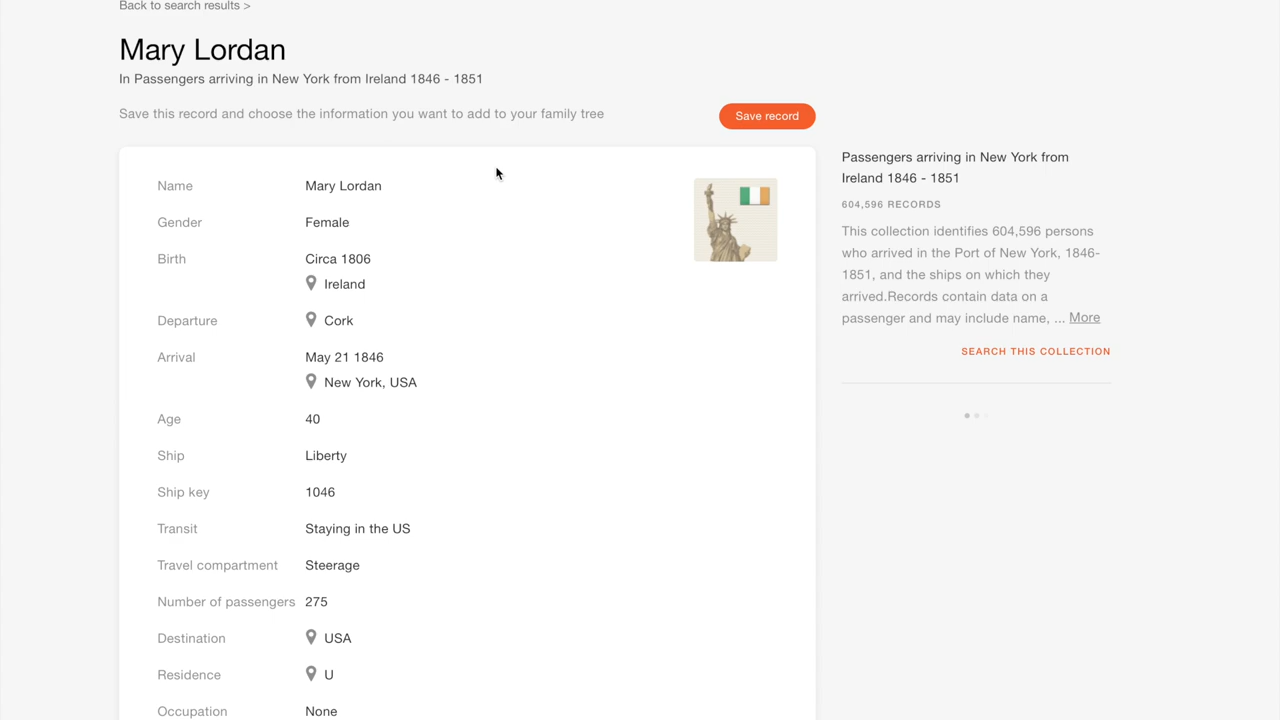 Back to search results >
Mary Lordan
In Passengers arriving in New York from Ireland 1846 - 1851
Save this record and choose the information you want to add to your family tree
Save record
Name Mary Lordan
Gender Female
Birth Circa 1806
Ireland
Departure Cork
Arrival May 21 1846
New York, USA
Age 40
Ship Liberty
Ship key 1046
Transit Staying in the US
Travel compartment Steerage
Number of passengers 275
Destination USA
Residence U
Occupation None
Passengers arriving in New York from
Ireland 1846 - 1851
604,596 RECORDS
This collection identifies 604,596 persons
who arrived in the Port of New York, 1846-
1851, and the ships on which they
arrived.Records contain data on a
passenger and may include name, ... More
SEARCH THIS COLLECTION